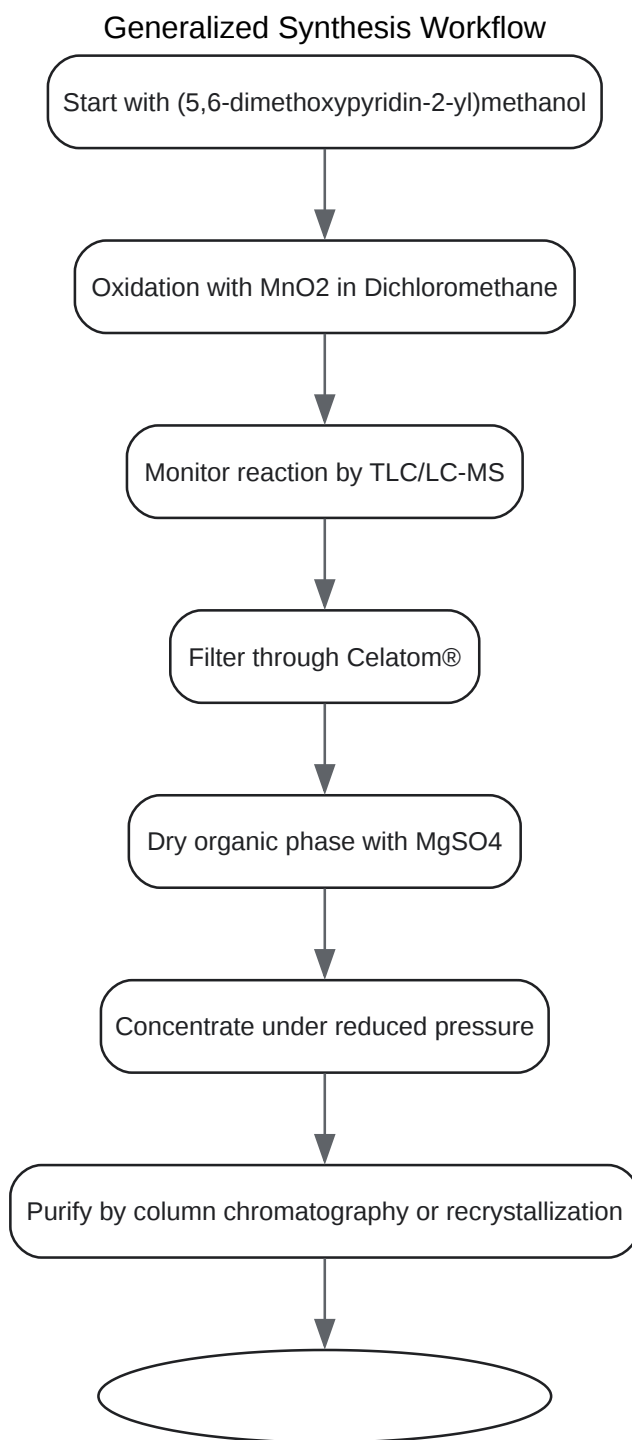 Generalized Synthesis Workflow
Start with (5,6-dimethoxypyridin-2-yl)methanol
Oxidation with MnO2 in Dichloromethane
Monitor reaction by TLC/LC-MS
Filter through Celatom®
Dry organic phase with MgSO4
Concentrate under reduced pressure
Purify by column chromatography or recrystallization